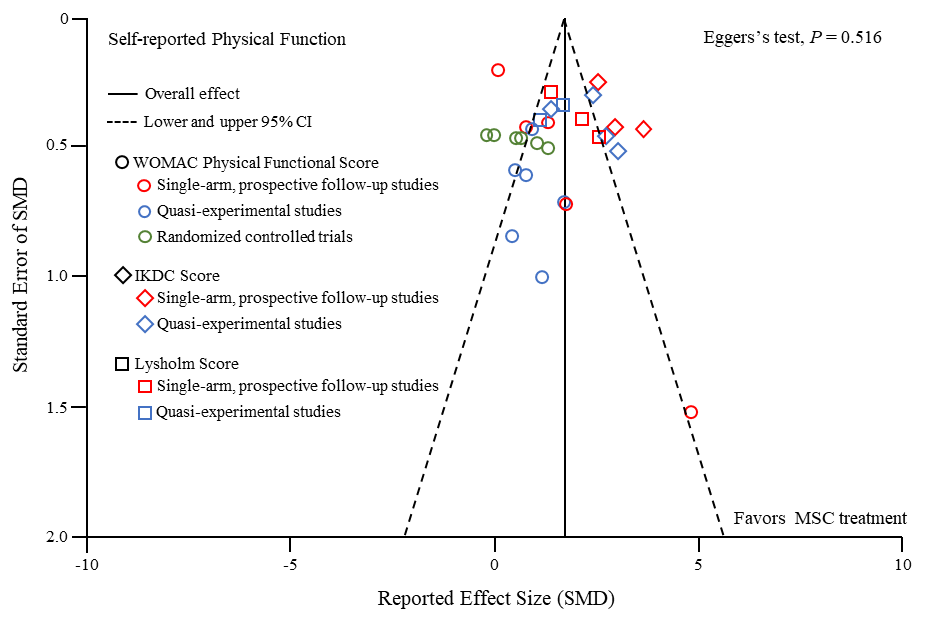 Self-reported Physical Function
Eggers's test, P = 0.516
Overall effect
Lower and upper 95% CI
WOMAC Physical Functional Score
Single-arm, prospective follow-up studies
Quasi-experimental studies
Randomized controlled trials
IKDC Score
Single-arm, prospective follow-up studies
Quasi-experimental studies
Lysholm Score
Single-arm, prospective follow-up studies
Quasi-experimental studies
Favors MSC treatment
Standard Error of SMD
0
0.5
1.0
1.5
2.0
-10
-5
0
5
10
Reported Effect Size (SMD)